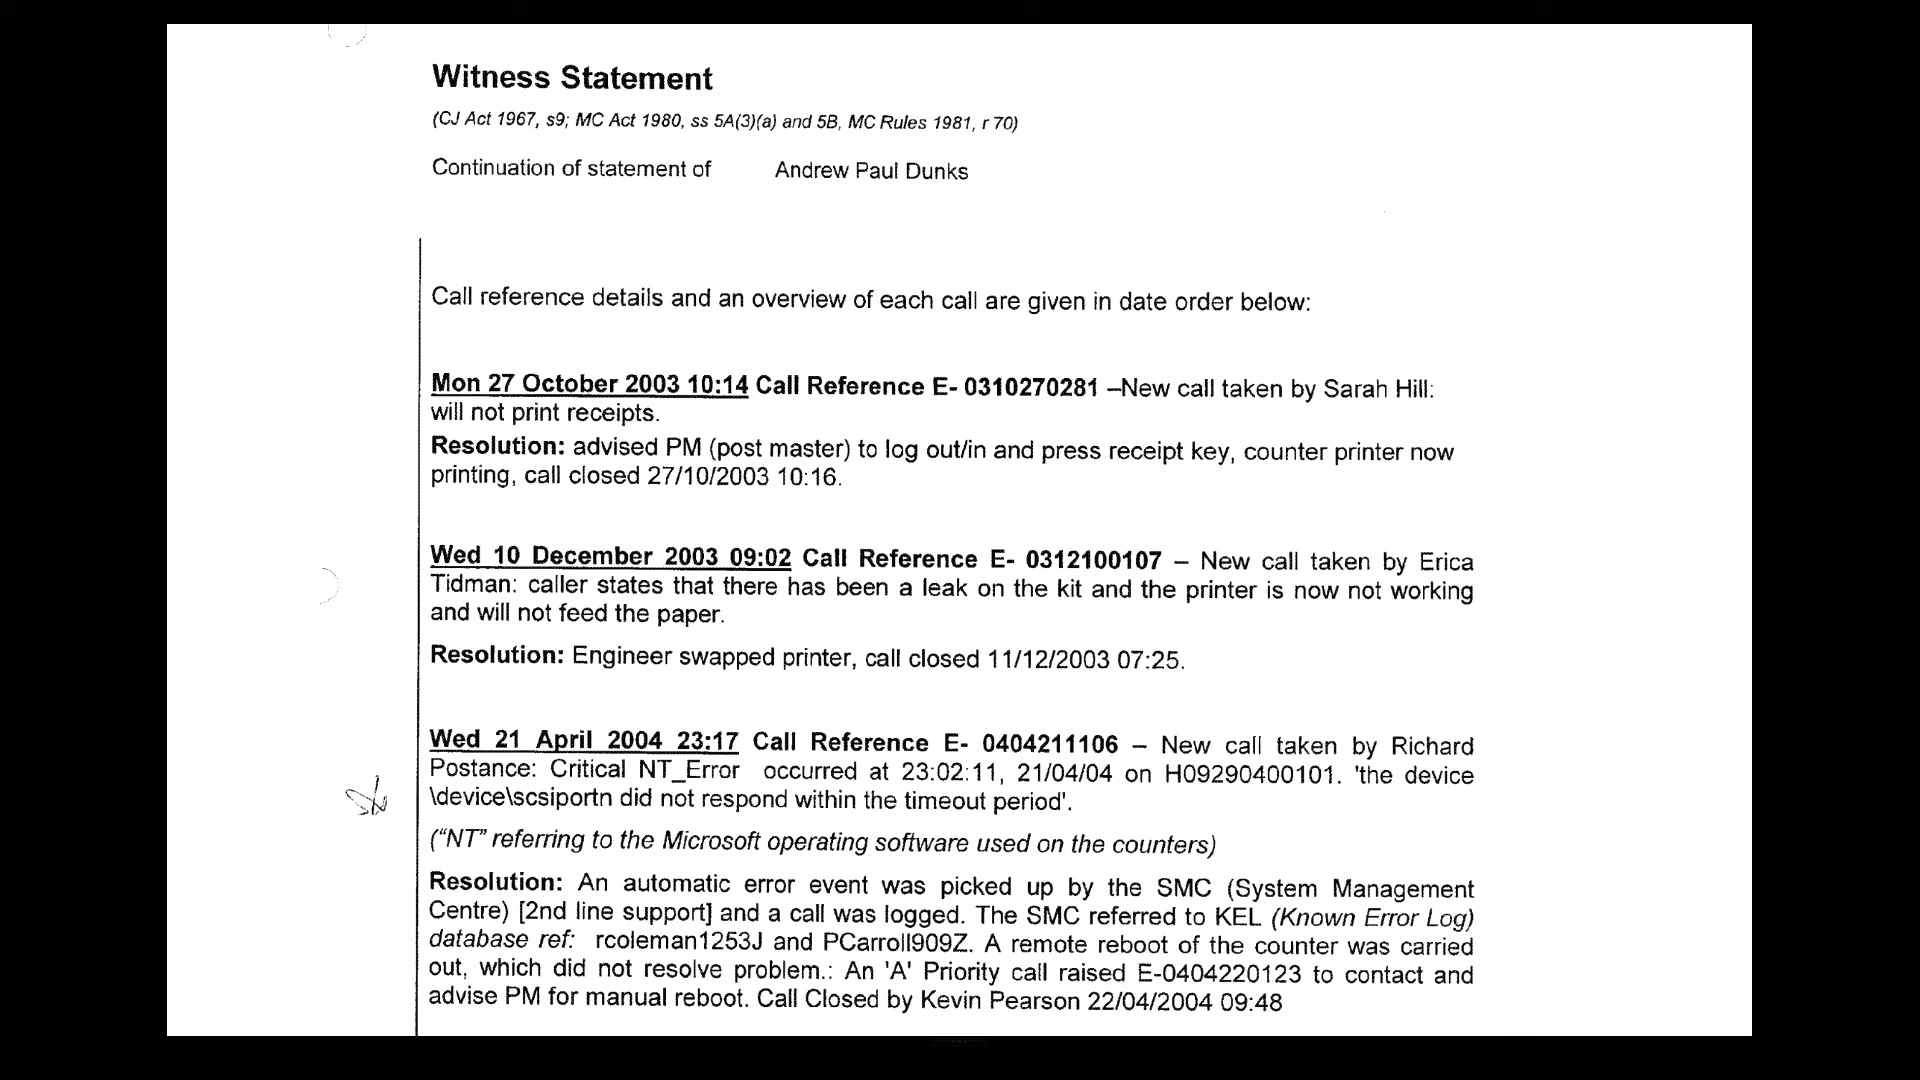 Witness Statement
(CJ Act 1967, s9; MC Act 1980, ss 5A(3)(a) and 5B, MC Rules 1981, r 70)
Continuation of statement of Andrew Paul Dunks
Call reference details and an overview of each call are given in date order below:
Mon 27 October 2003 10:14 Call Reference E- 0310270281 –New call taken by Sarah Hill:
will not print receipts.
Resolution: advised PM (post master) to log out/in and press receipt key, counter printer now
printing, call closed 27/10/2003 10:16.
Wed 10 December 2003 09:02 Call Reference E- 0312100107 – New call taken by Erica
Tidman: caller states that there has been a leak on the kit and the printer is now not working
and will not feed the paper.
Resolution: Engineer swapped printer, call closed 11/12/2003 07:25.
Wed 21 April 2004 23:17 Call Reference E- 0404211106 – New call taken by Richard
Postance: Critical NT_Error occurred at 23:02:11, 21/04/04 on H09290400101. 'the device
\device\scsiportn did not respond within the timeout period'.
("NT" referring to the Microsoft operating software used on the counters)
Resolution: An automatic error event was picked up by the SMC (System Management
Centre) [2nd line support] and a call was logged. The SMC referred to KEL (Known Error Log)
database ref: rcoleman1253J and PCarroll909Z. A remote reboot of the counter was carried
out, which did not resolve problem.: An 'A' Priority call raised E-0404220123 to contact and
advise PM for manual reboot. Call Closed by Kevin Pearson 22/04/2004 09:48